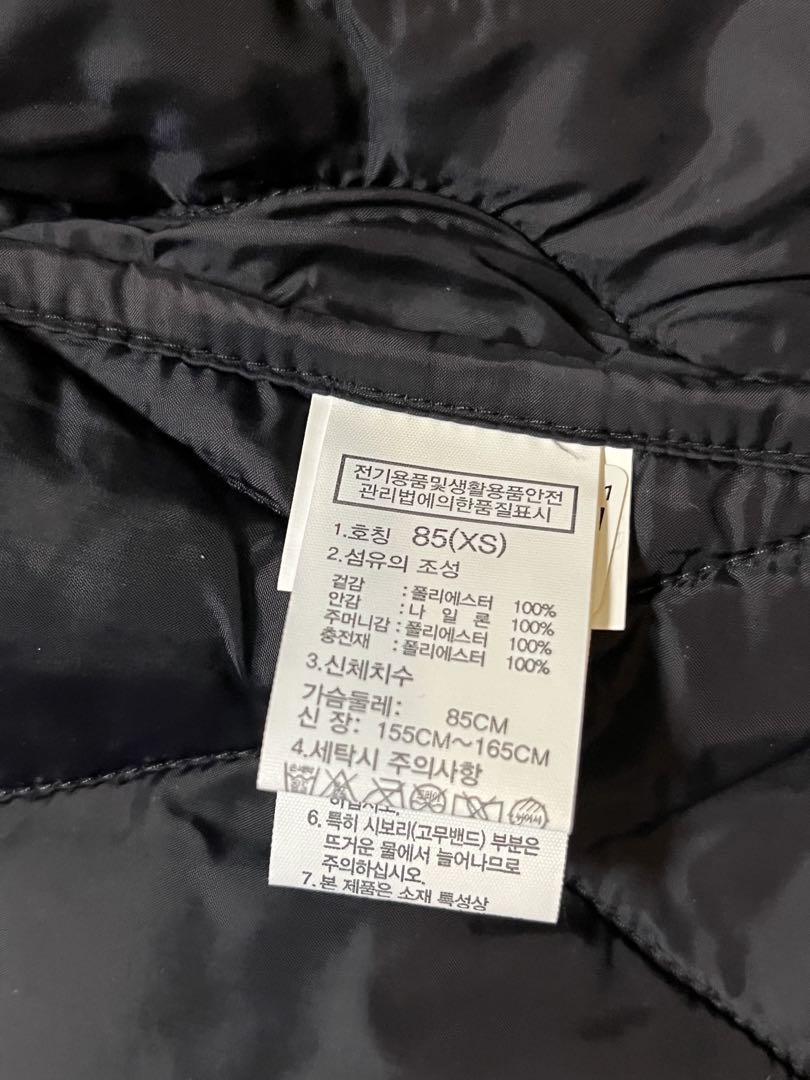 전기용품및생활용품안전
관리법에의한품질표시
1.호칭 85(XS)
2.섬유의 조성
겉감 : 폴리에스터 100%
안감 : 나 일 론 100%
주머니감 : 폴리에스터 100%
충전재 : 폴리에스터 100%
3.신체치수
가슴둘레: 85CM
신 장: 155CM~165CM
4.세탁시 주의사항
6. 특히 시보리(고무밴드) 부분은
뜨거운 물에서 늘어나므로
주의하십시오.
7. 본 제품은 소재 특성상